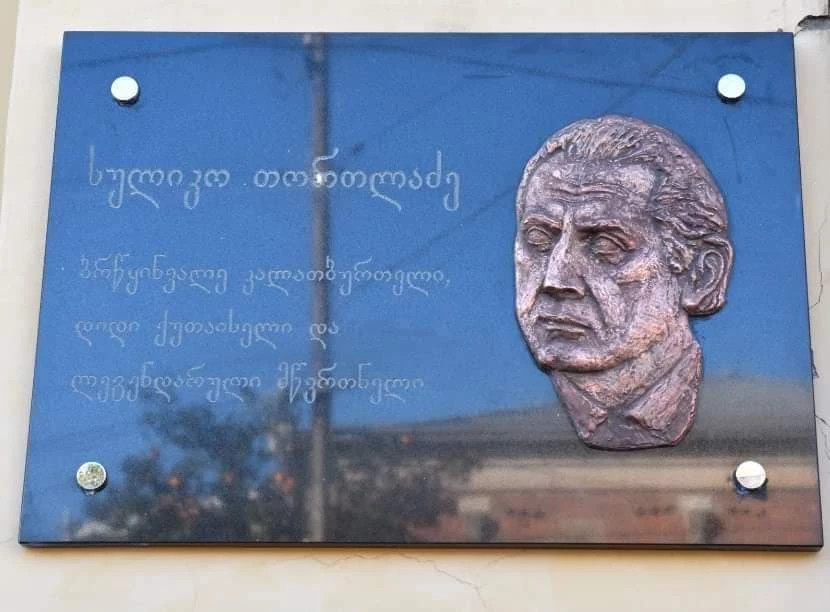 სულიკო თორთლაძე
ბრწყინვალე კალათბურთელი,
დიდი ქუთაისელი და
ლეგენდარული მწვრთნელი